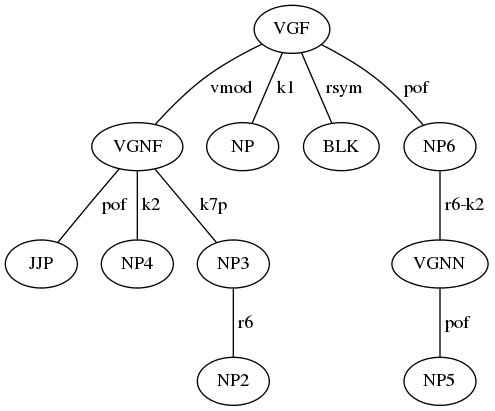 VGF
vmod k1 rsym pof
VGNF NP BLK NP6
pof k2 k7p r6-k2
JJP NP4 NP3 VGNN
r6 pof
NP2 NP5